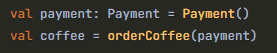 val payment: Payment = Payment()
val coffee = orderCoffee(payment)